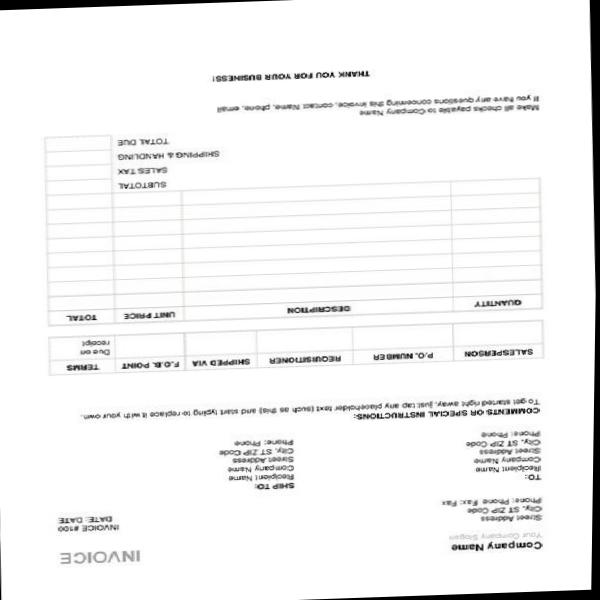 Company Name
Your Company Slogan
INVOICE
Street Address
City, ST ZIP Code
Phone: Phone Fax: Fax
INVOICE #100
DATE: DATE
TO:
Recipient Name
Company Name
Street Address
City, ST ZIP Code
Phone: Phone
SHIP TO:
Recipient Name
Company Name
Street Address
City, ST ZIP Code
Phone: Phone
COMMENTS OR SPECIAL INSTRUCTIONS:
To get started right away, just tap any placeholder text (such as this) and start typing to replace it with your own.
SALESPERSON P.O. NUMBER REQUISITIONER SHIPPED VIA F.O.B. POINT TERMS
Due on receipt
QUANTITY DESCRIPTION UNIT PRICE TOTAL
SUBTOTAL
SALES TAX
SHIPPING & HANDLING
TOTAL DUE
Make all checks payable to Company Name
If you have any questions concerning this invoice, contact Name, phone, email
THANK YOU FOR YOUR BUSINESS!